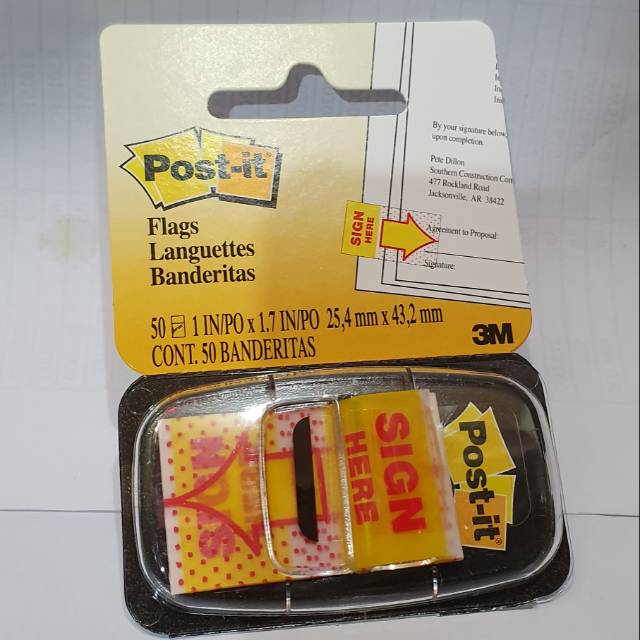 By your signature below,
upon completion.
Pete Dillon
Southern Construction Com
477 Rockland Road
Jacksonville, AR 38422
Agreement to Proposal:
Signature:
SIGN
HERE
Post-it
Flags
Languettes
Banderitas
50 1 IN/PO x 1.7 IN/PO 25,4 mm x 43,2 mm
CONT. 50 BANDERITAS
3M
SIGN
HERE
Post-it